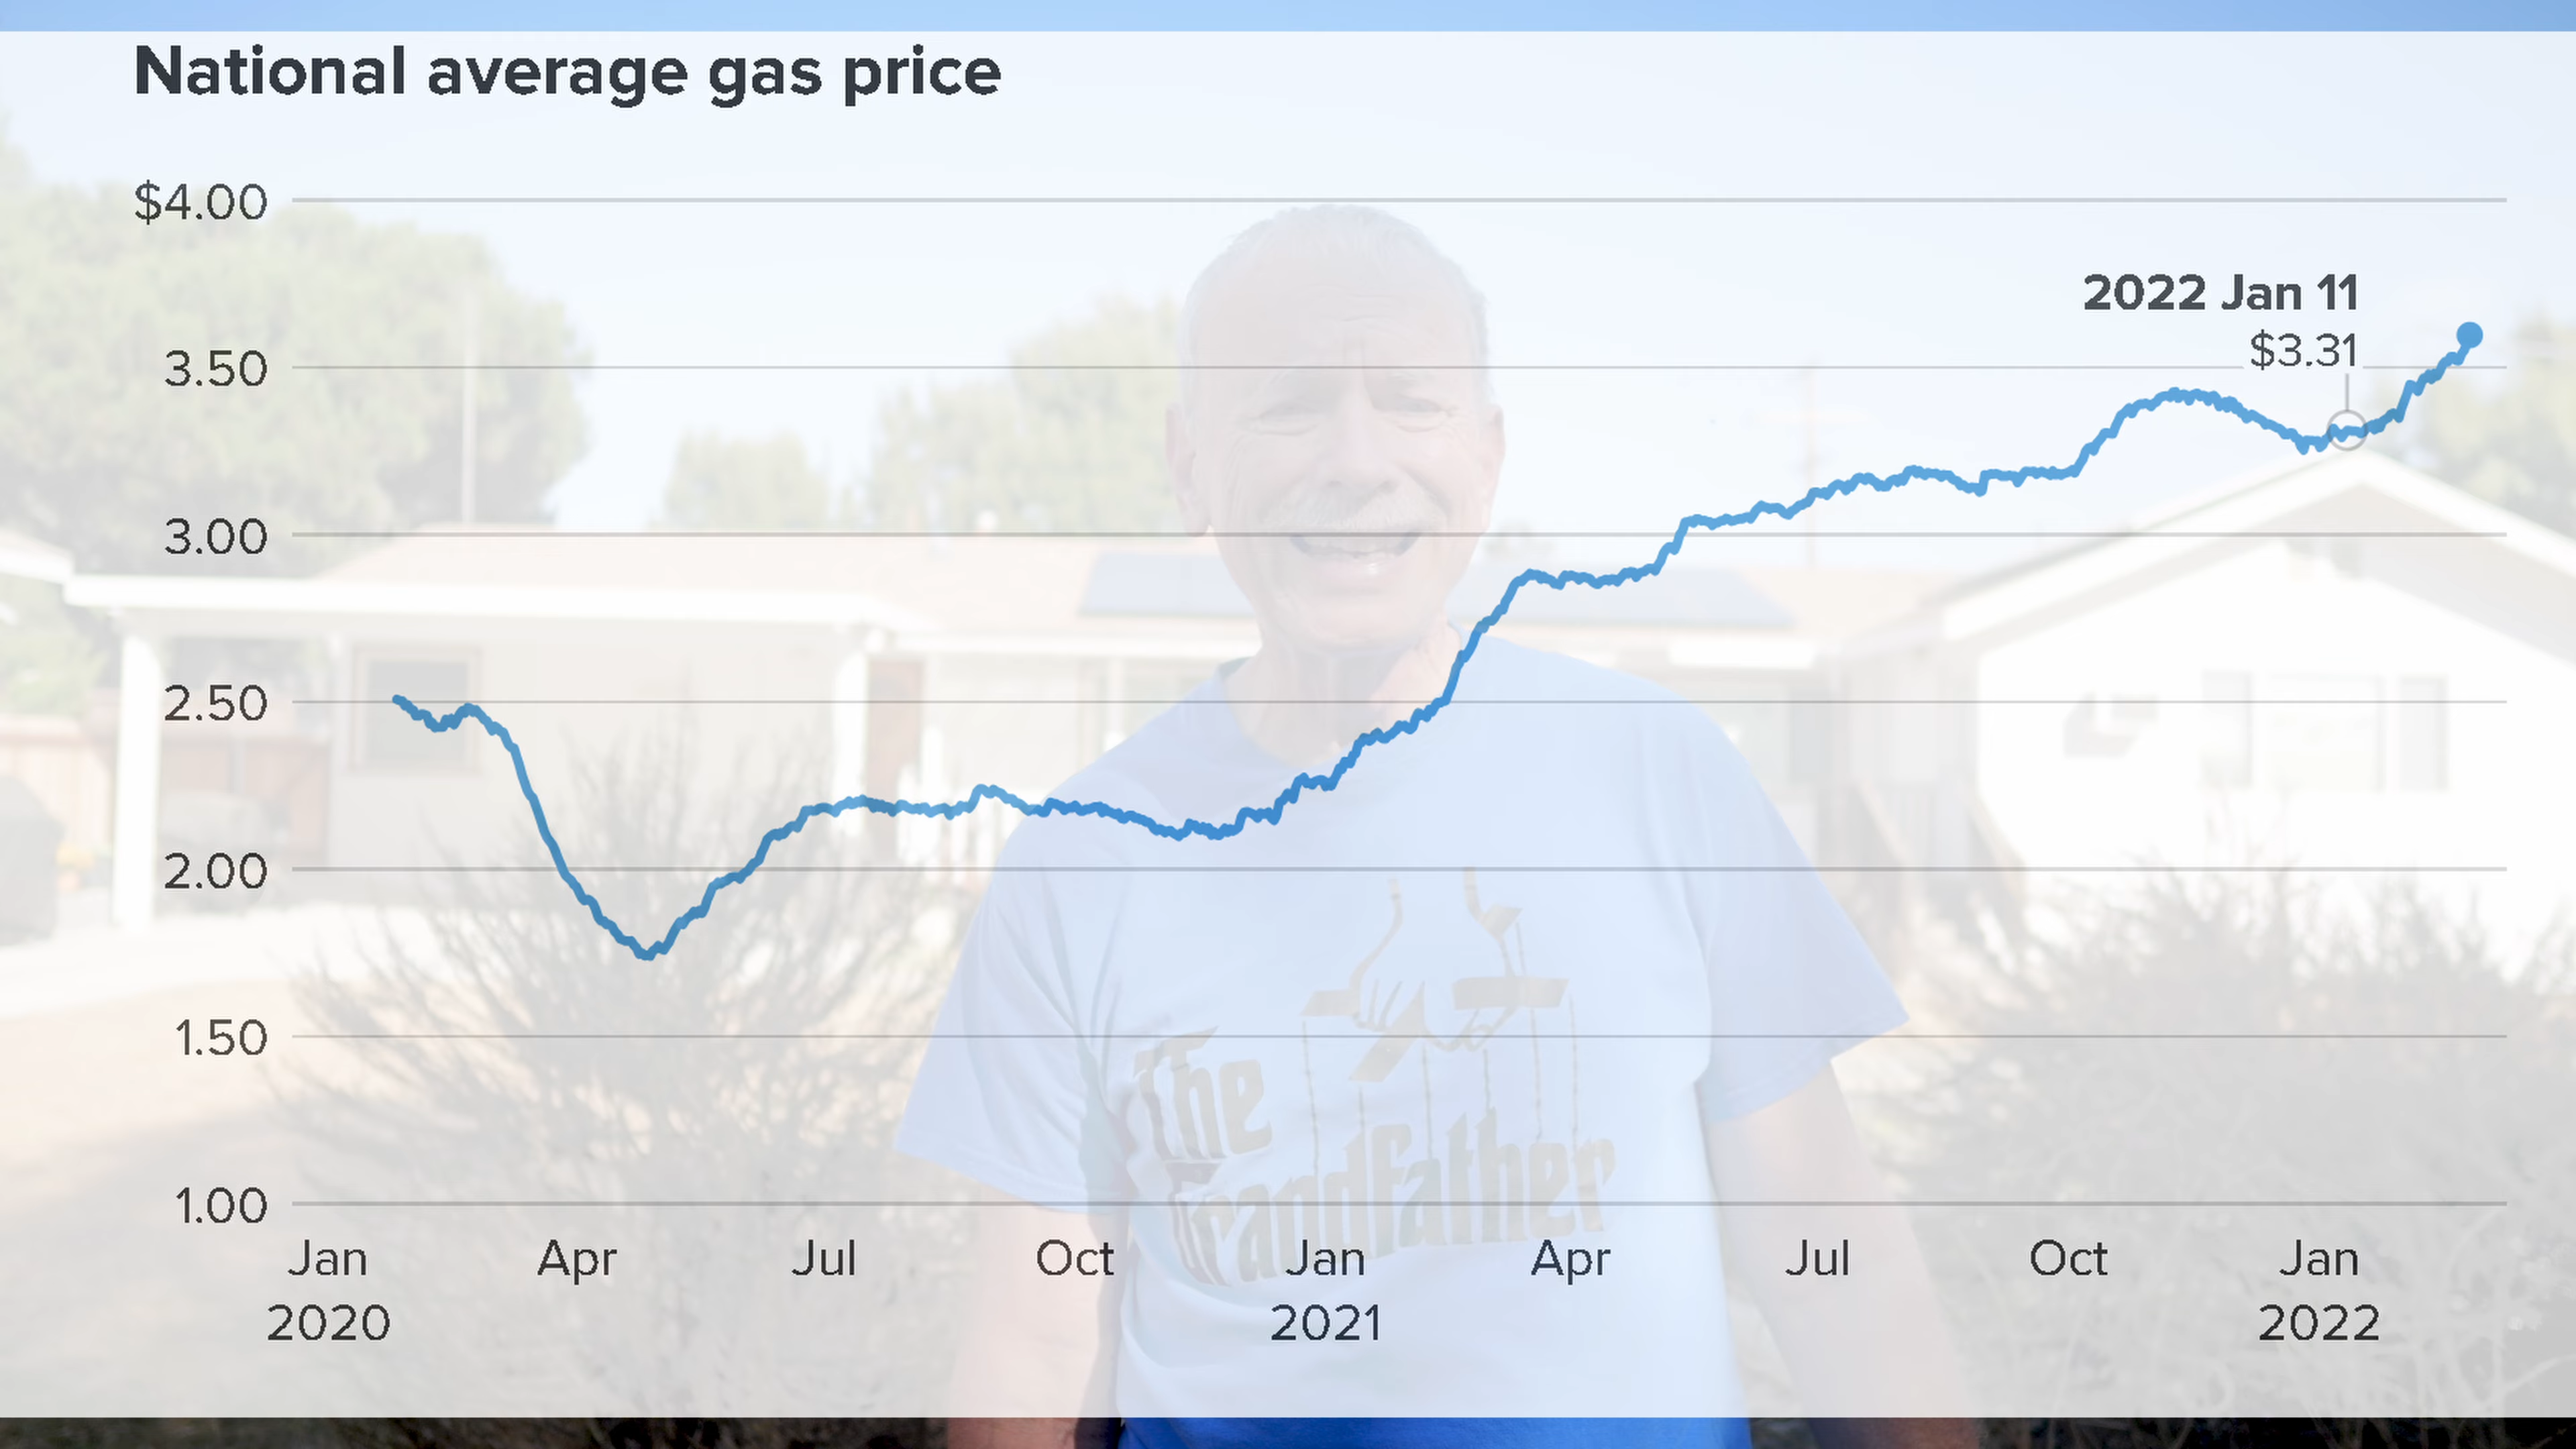 National average gas price
$4.00
2022 Jan 11
$3.31
3.50
3.00
2.50
2.00
1.50
1.00
Jan Apr Jul Oct Jan Apr Jul Oct Jan
2020 2021 2022
The
Grandfather